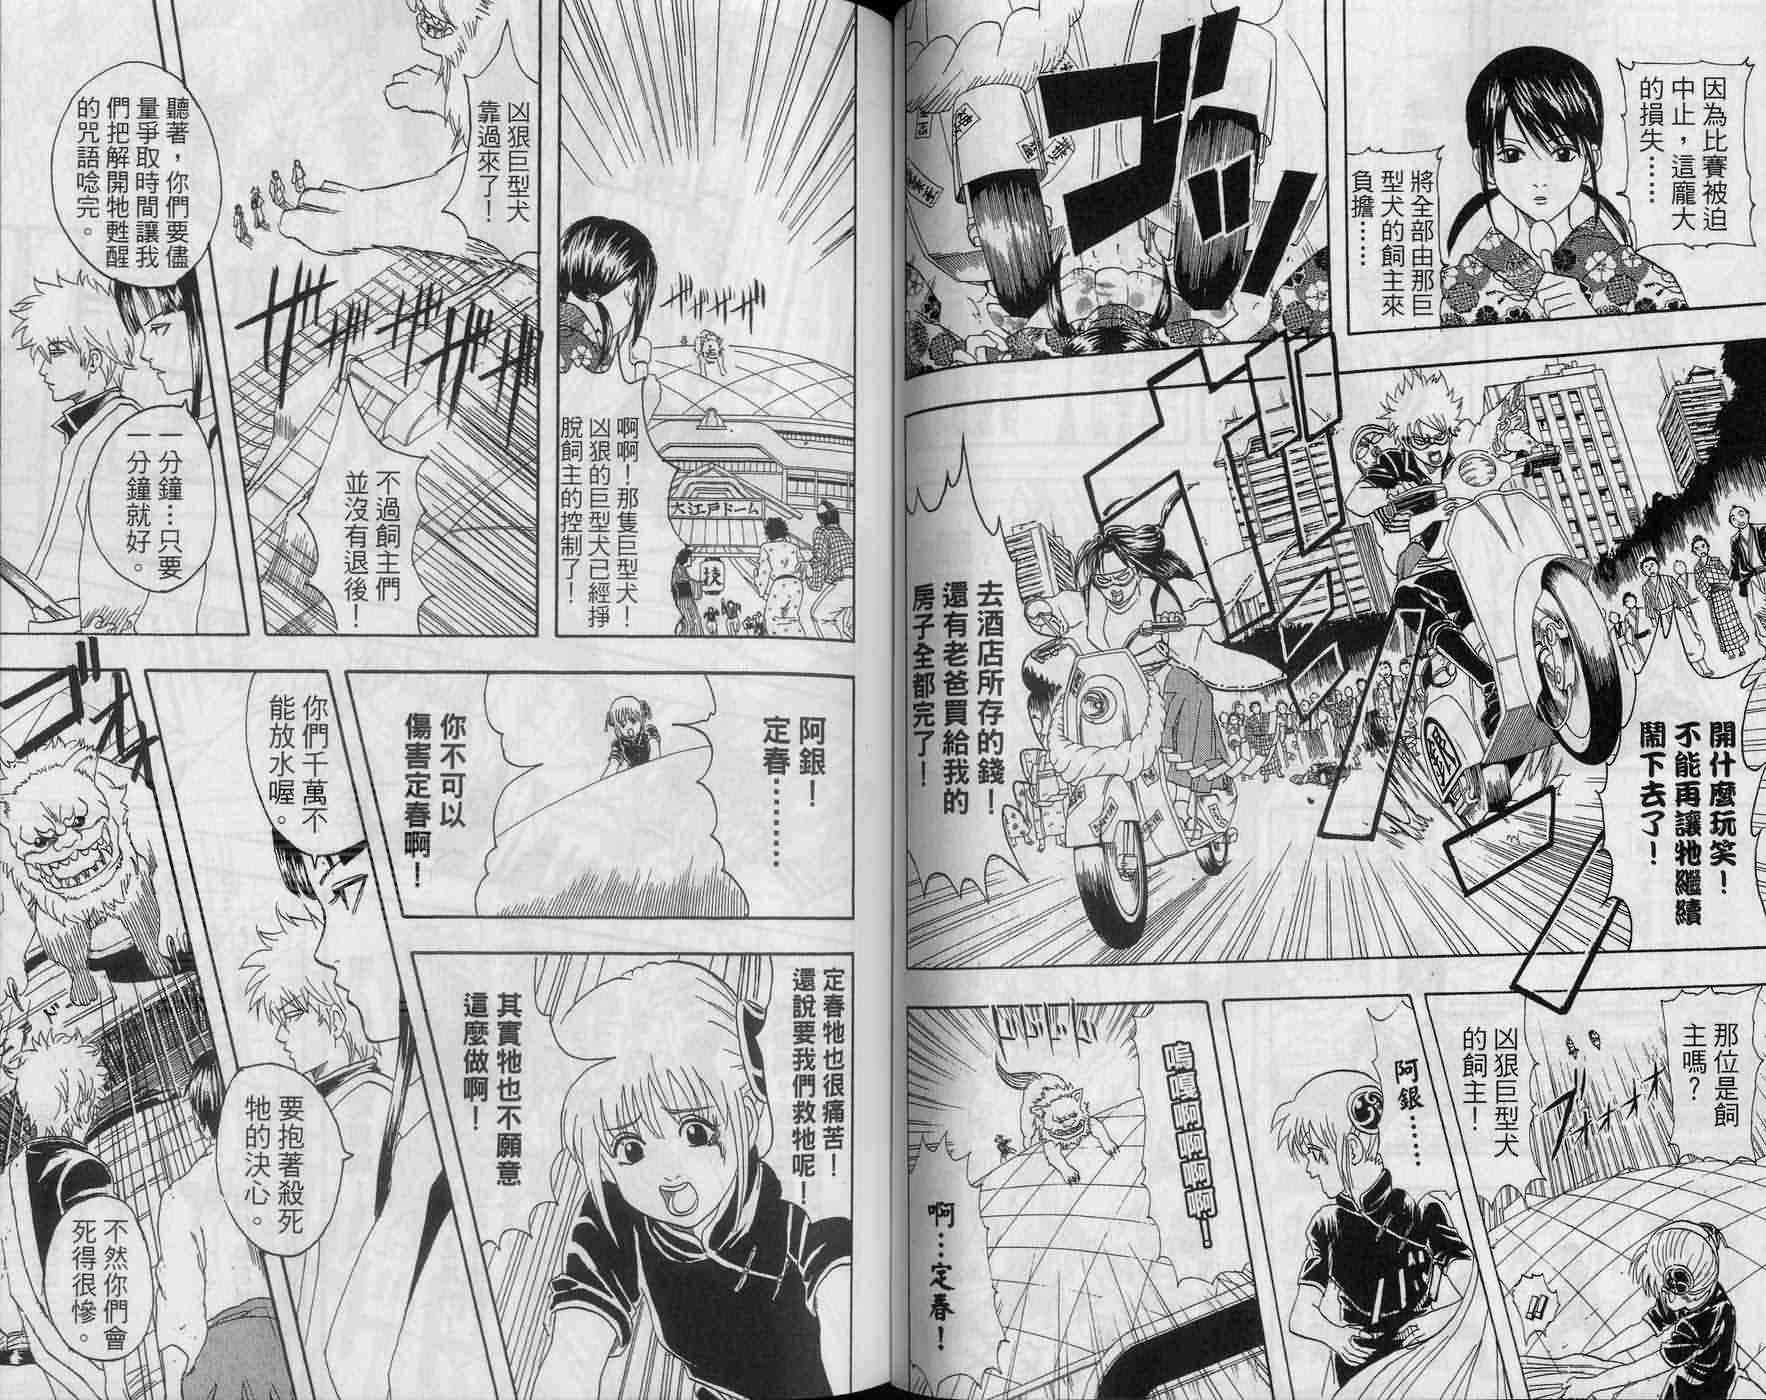 因為比賽被迫
中止，這龐大
的損失……
將全部由那巨
型犬的飼主來
負擔……
ゴゴッ
開什麼玩笑！
不能再讓牠繼續
鬧下去了！
銀
去酒店所存的錢！
還有老爸買給我的
房子全都完了！
那位是飼
主嗎？
凶狠巨型犬
的飼主！
!!
阿銀……
嗚嘎啊啊啊啊啊！
啊…定春！
啊啊！那隻巨型犬！
凶狠的巨型犬已經掙
脫飼主的控制了！
ザザザザ
大江戸ドーム
凶狠巨型犬
靠過來了！
不過飼主們
並沒有退後！
聽著，你們要儘
量爭取時間讓我
們把解開牠甦醒
的咒語唸完。
一分鐘…只要
一分鐘就好。
阿銀！
定春………
你不可以
傷害定春啊！
定春牠也很痛苦！
還說要我們救牠呢！
其實牠也不願意
這麼做啊！
你們千萬不
能放水喔。
要抱著殺死
牠的決心。
不然你們會
死得很慘。